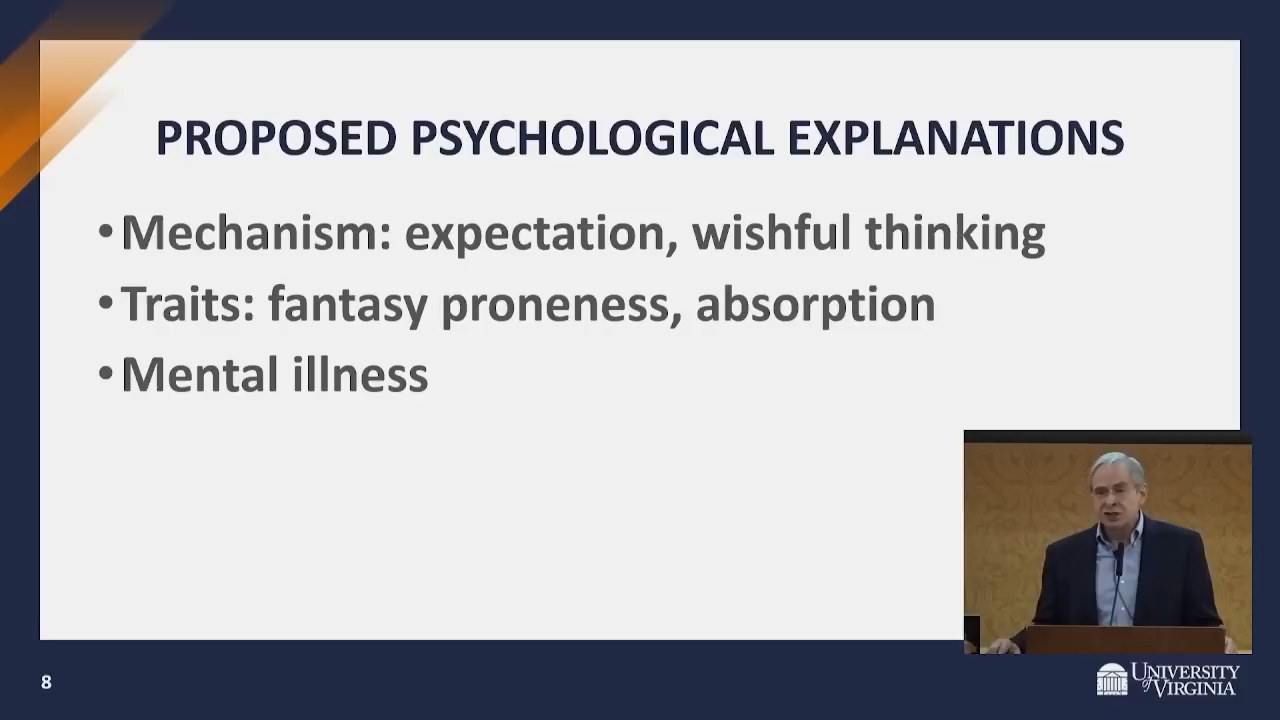 PROPOSED PSYCHOLOGICAL EXPLANATIONS
• Mechanism: expectation, wishful thinking
• Traits: fantasy proneness, absorption
• Mental illness
8
UNIVERSITY
of VIRGINIA